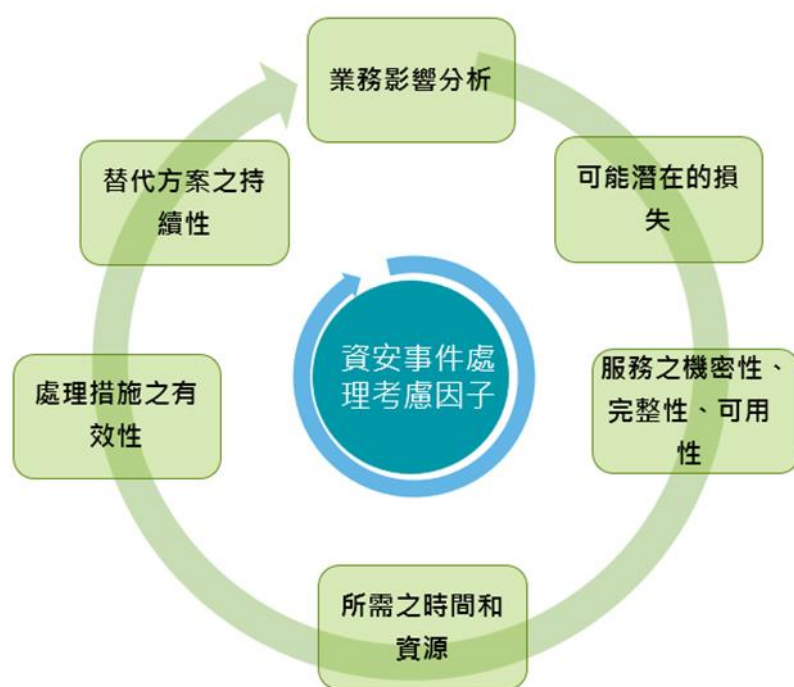 業務影響分析
可能潛在的損
失
服務之機密性、
完整性、可用
性
所需之時間和
資源
處理措施之有
效性
替代方案之持
續性
資安事件處
理考慮因子